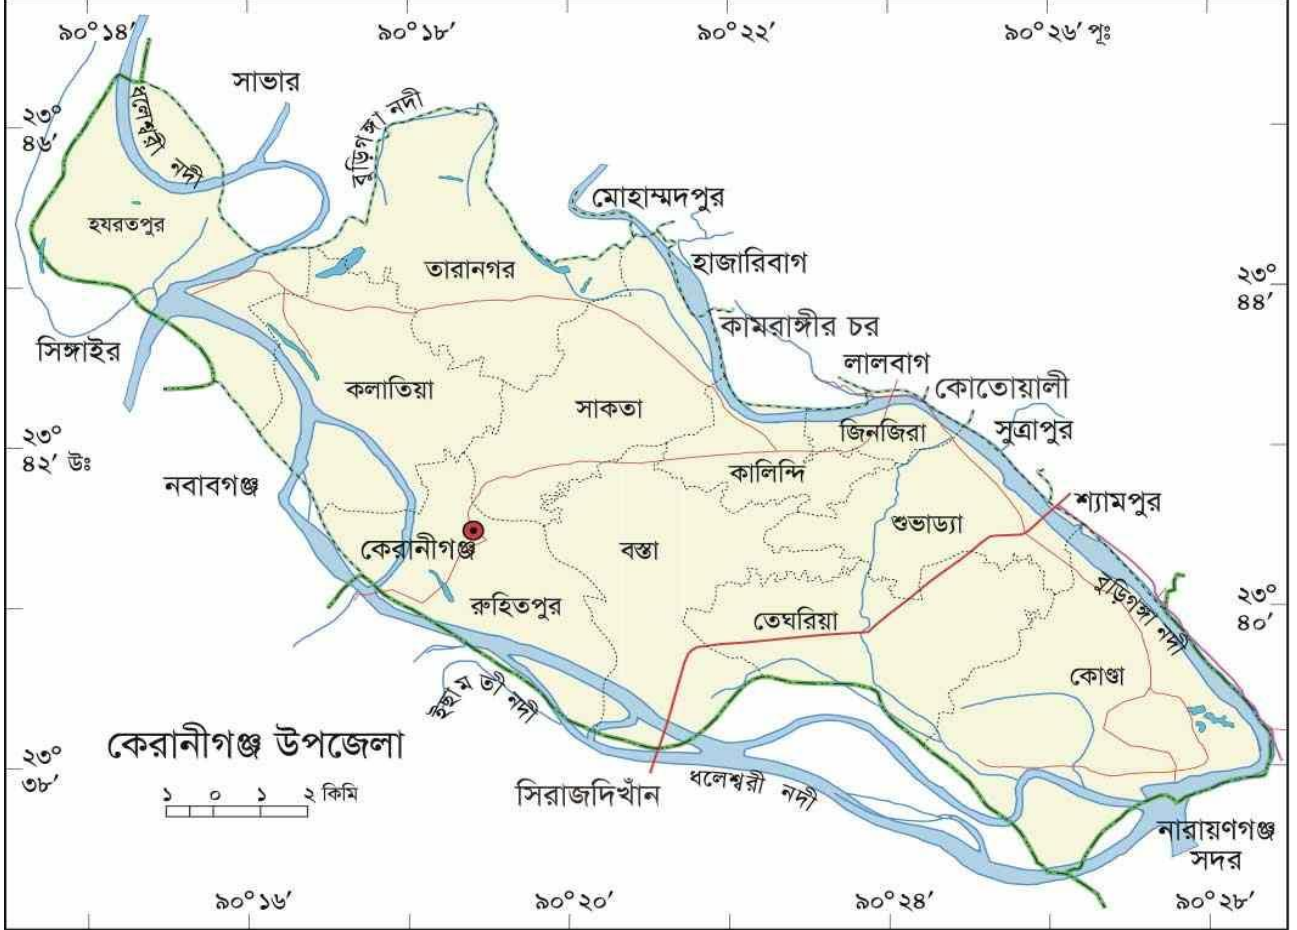 ৯০° ১৪′
৯০° ১৮′
৯০° ২২′
৯০° ২৬′ পূঃ
সাভার
ধলেশ্বরী নদী
বুড়িগঙ্গা নদী
২৩°
৪৬′
মোহাম্মদপুর
হযরতপুর
হাজারিবাগ
তারানগর
২৩°
৪৪′
কামরাঙ্গীর চর
সিঙ্গাইর
লালবাগ
কোতোয়ালী
কলাতিয়া
সাকতা
জিনজিরা
সুত্রাপুর
২৩°
৪২′ উঃ
কালিন্দি
নবাবগঞ্জ
শ্যামপুর
শুভাড্যা
কেরানীগঞ্জ
বস্তা
রুহিতপুর
তেঘরিয়া
বুড়িগঙ্গা নদী
২৩°
৪০′
কোণ্ডা
ইছামতী নদী
কেরানীগঞ্জ উপজেলা
২৩°
৩৮′
১ ০ ১ ২ কিমি
সিরাজদিখাঁন
ধলেশ্বরী নদী
নারায়ণগঞ্জ
সদর
৯০° ১৬′
৯০° ২০′
৯০° ২৪′
৯০° ২৮′